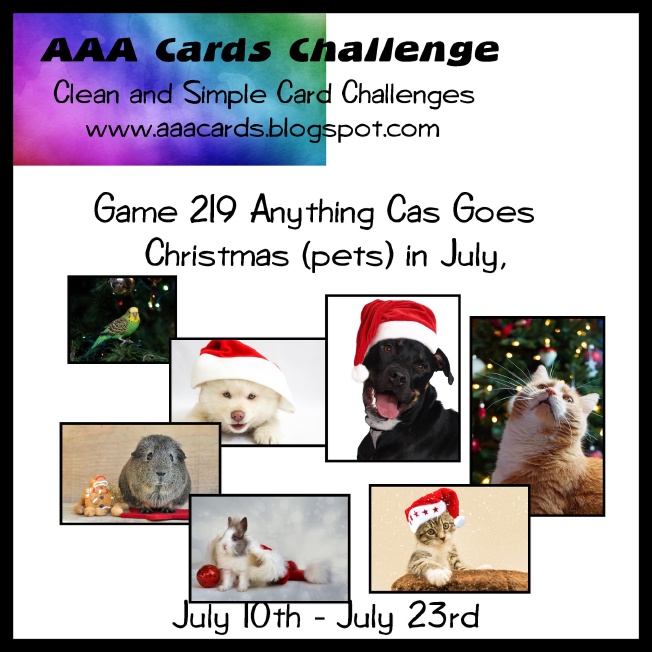 AAA Cards Challenge
Clean and Simple Card Challenges
www.aaacards.blogspot.com
Game 219 Anything Cas Goes
Christmas (pets) in July,
July 10th - July 23rd